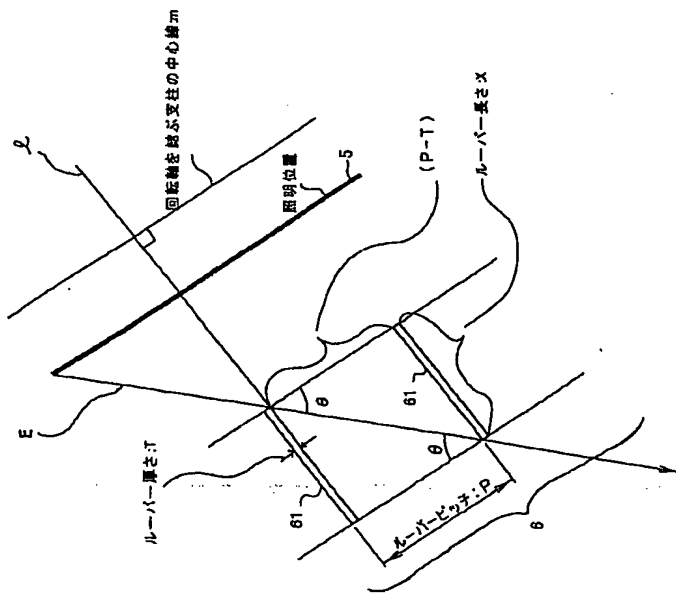 ℓ
回転軸を結ぶ支柱の中心線m
照明位置
5
E
(P-T)
ルーバー長さ:X
ルーバー厚さ:T
θ
θ
61
61
ルーバーピッチ:P
6